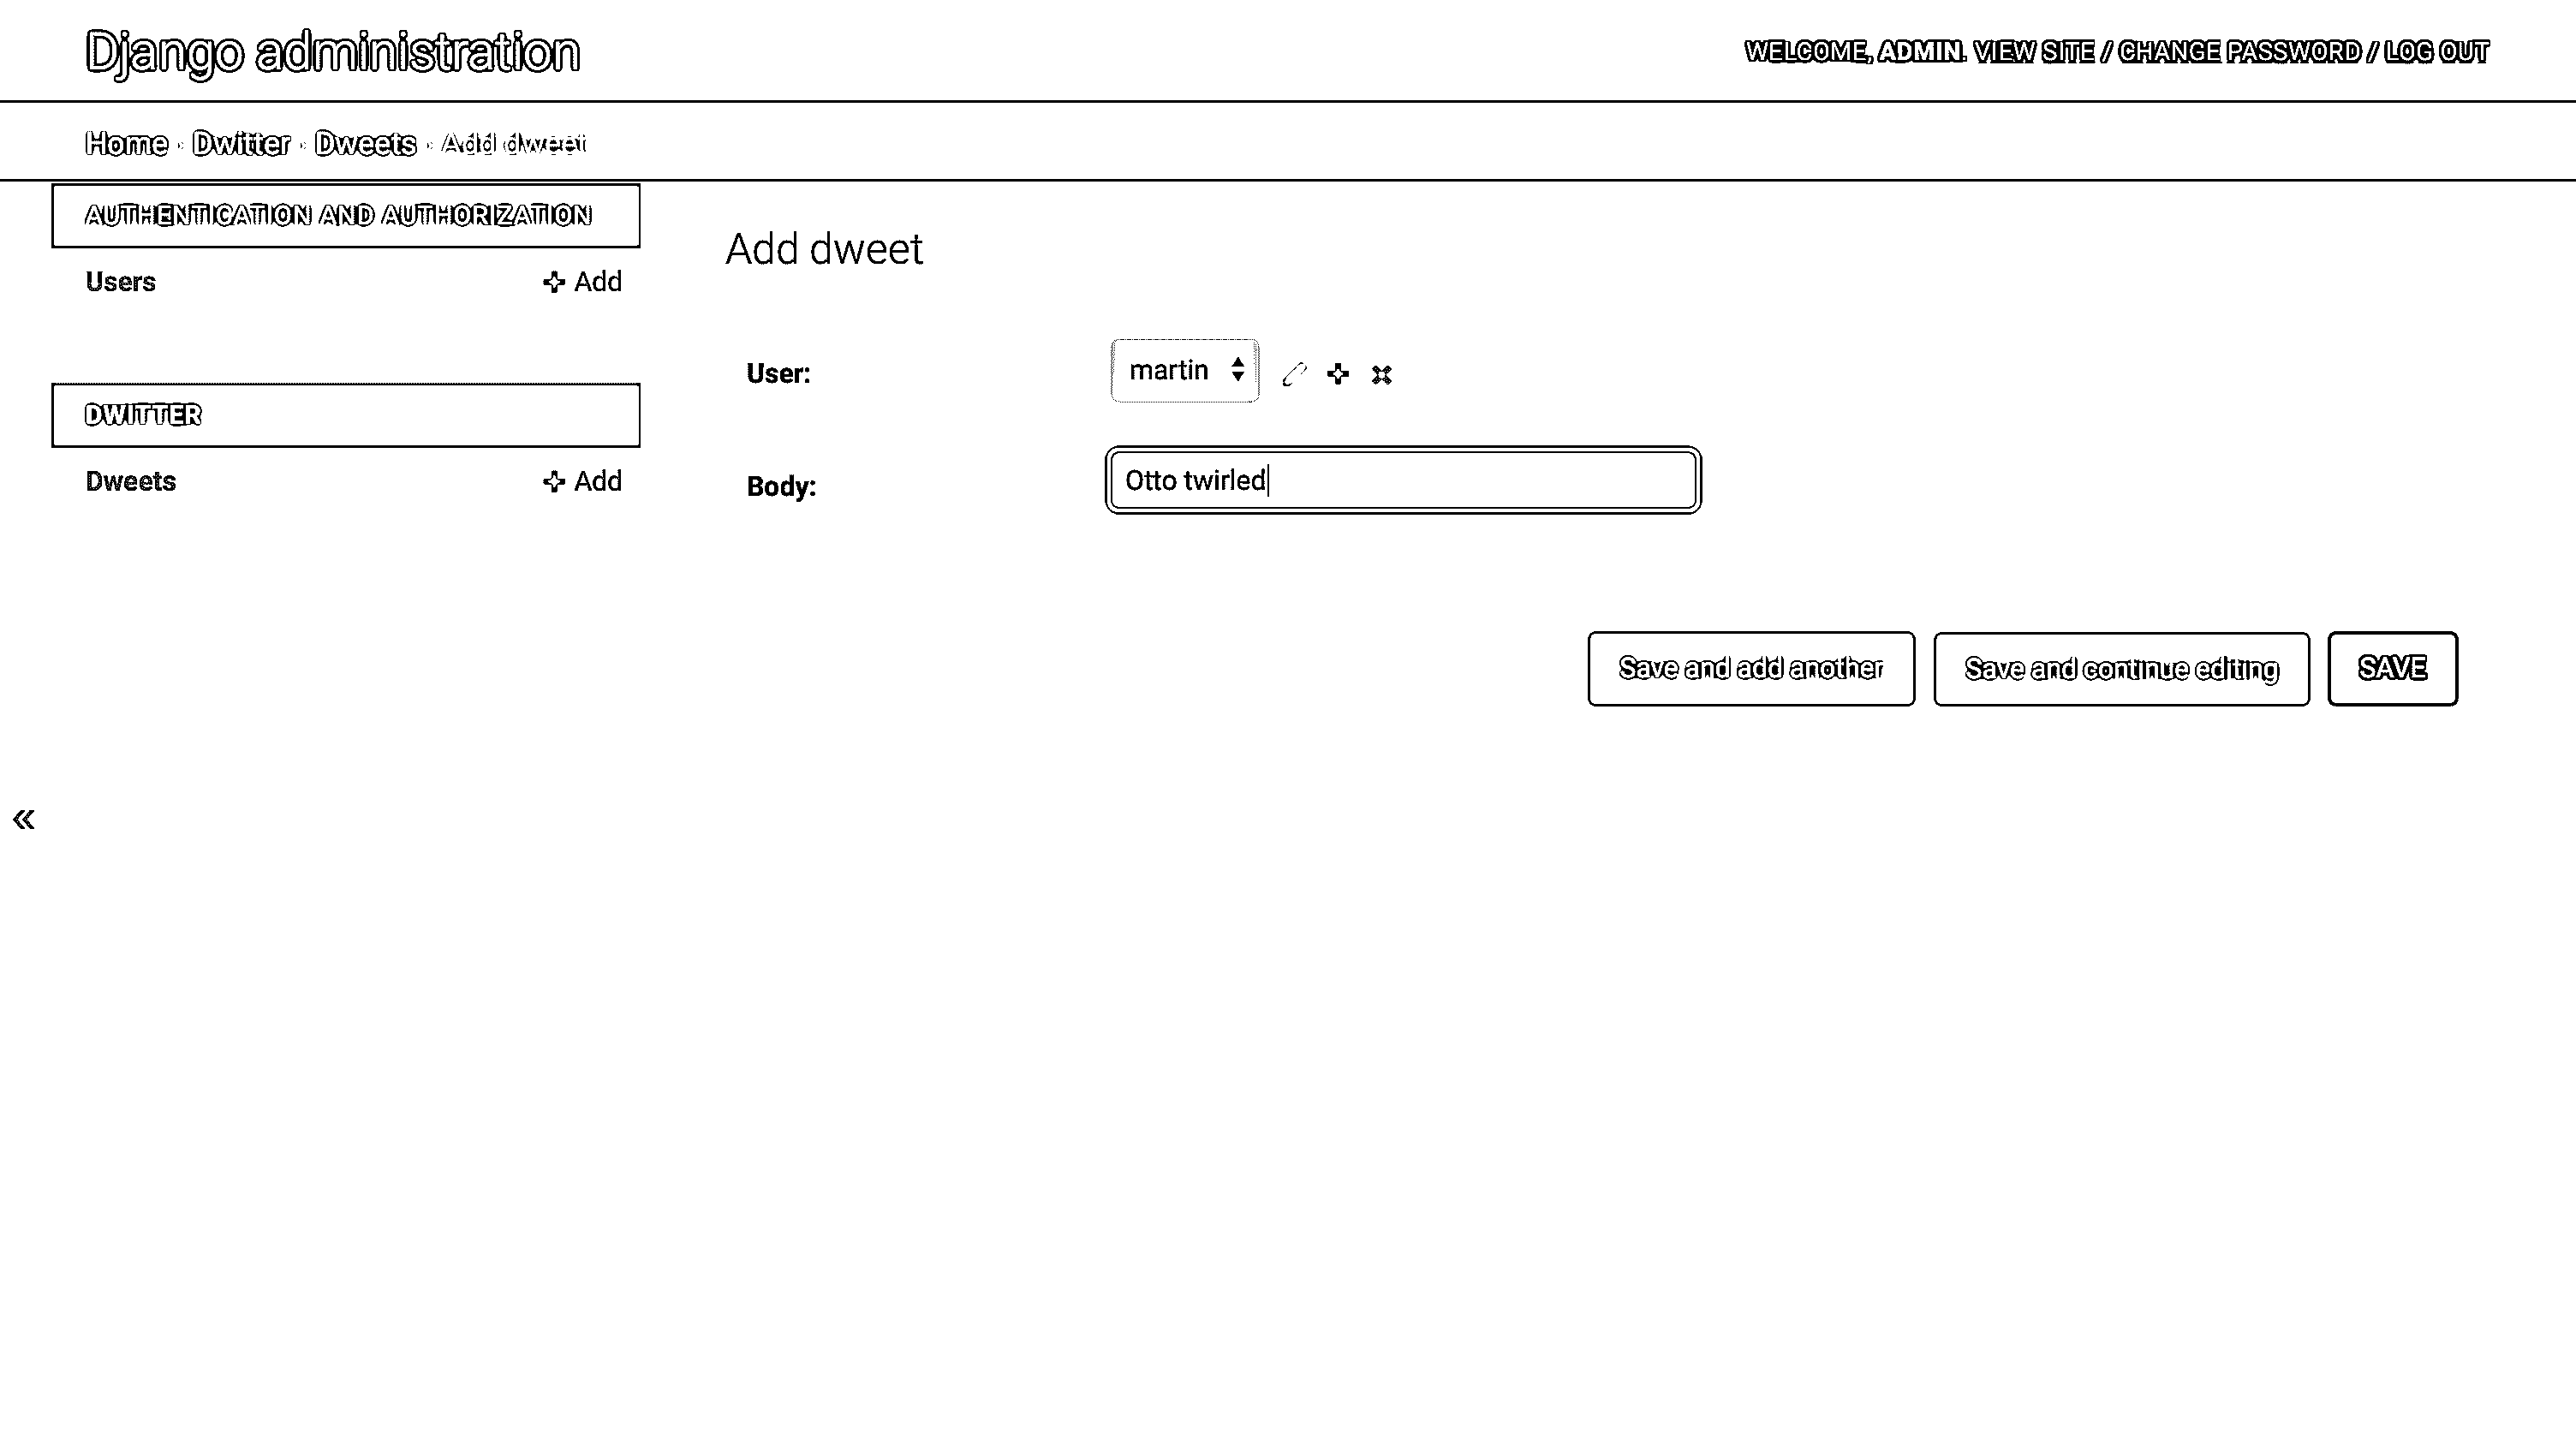 Django administration
WELCOME, ADMIN. VIEW SITE / CHANGE PASSWORD / LOG OUT
Home › Dwitter › Dweets › Add dweet
AUTHENTICATION AND AUTHORIZATION
Users
Add
DWITTER
Dweets
Add
Add dweet
User:
martin
Body:
Otto twirled
Save and add another
Save and continue editing
SAVE
«